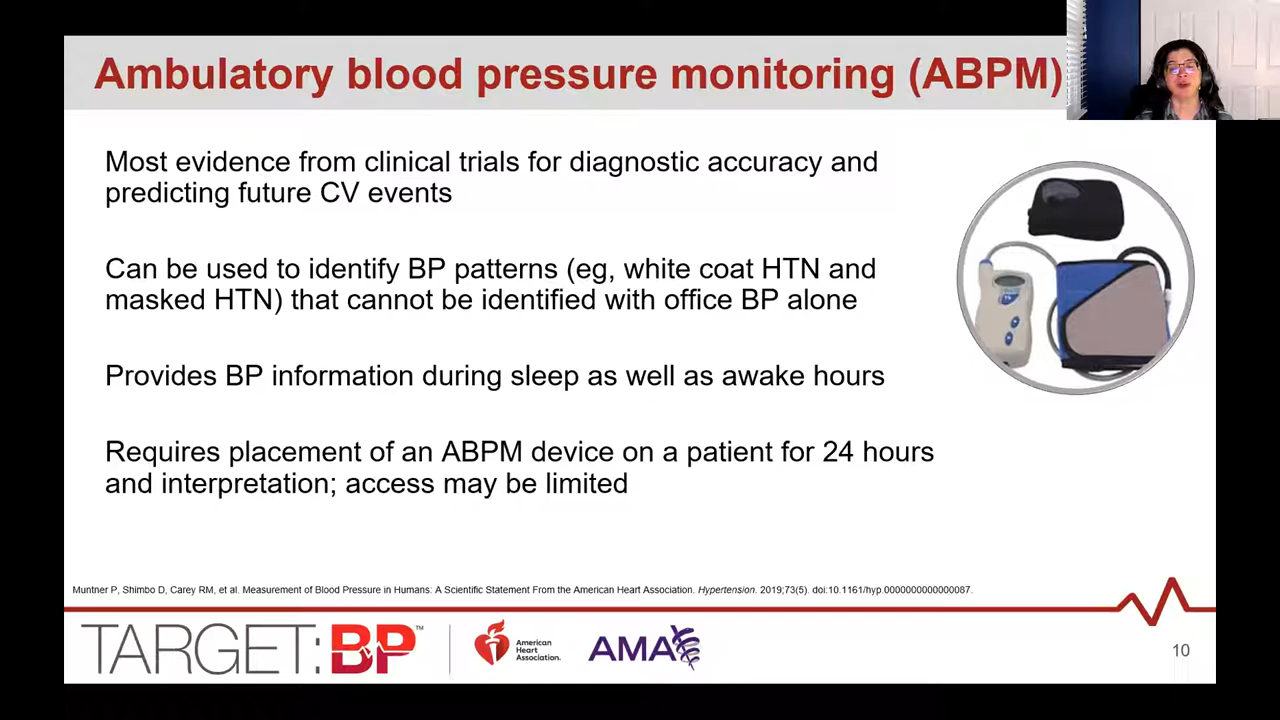 Ambulatory blood pressure monitoring (ABPM)
Most evidence from clinical trials for diagnostic accuracy and
predicting future CV events
Can be used to identify BP patterns (eg, white coat HTN and
masked HTN) that cannot be identified with office BP alone
Provides BP information during sleep as well as awake hours
Requires placement of an ABPM device on a patient for 24 hours
and interpretation; access may be limited
Muntner P, Shimbo D, Carey RM, et al. Measurement of Blood Pressure in Humans: A Scientific Statement From the American Heart Association. Hypertension. 2019;73(5). doi:10.1161/hyp.0000000000000087.
TARGET:BP™
American
Heart
Association.
AMA
10